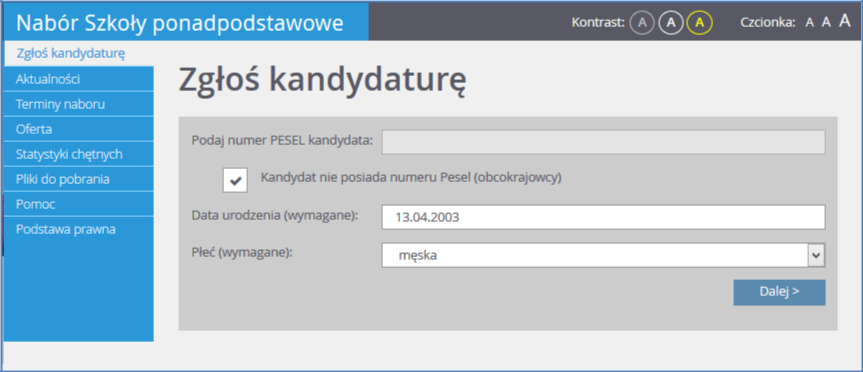 Nabór Szkoły ponadpodstawowe
Kontrast: A A A Czcionka: A A A
Zgłoś kandydaturę
Aktualności
Terminy naboru
Oferta
Statystyki chętnych
Pliki do pobrania
Pomoc
Podstawa prawna
Zgłoś kandydaturę
Podaj numer PESEL kandydata:
Kandydat nie posiada numeru Pesel (obcokrajowcy)
Data urodzenia (wymagane): 13.04.2003
Płeć (wymagane): męska
Dalej >